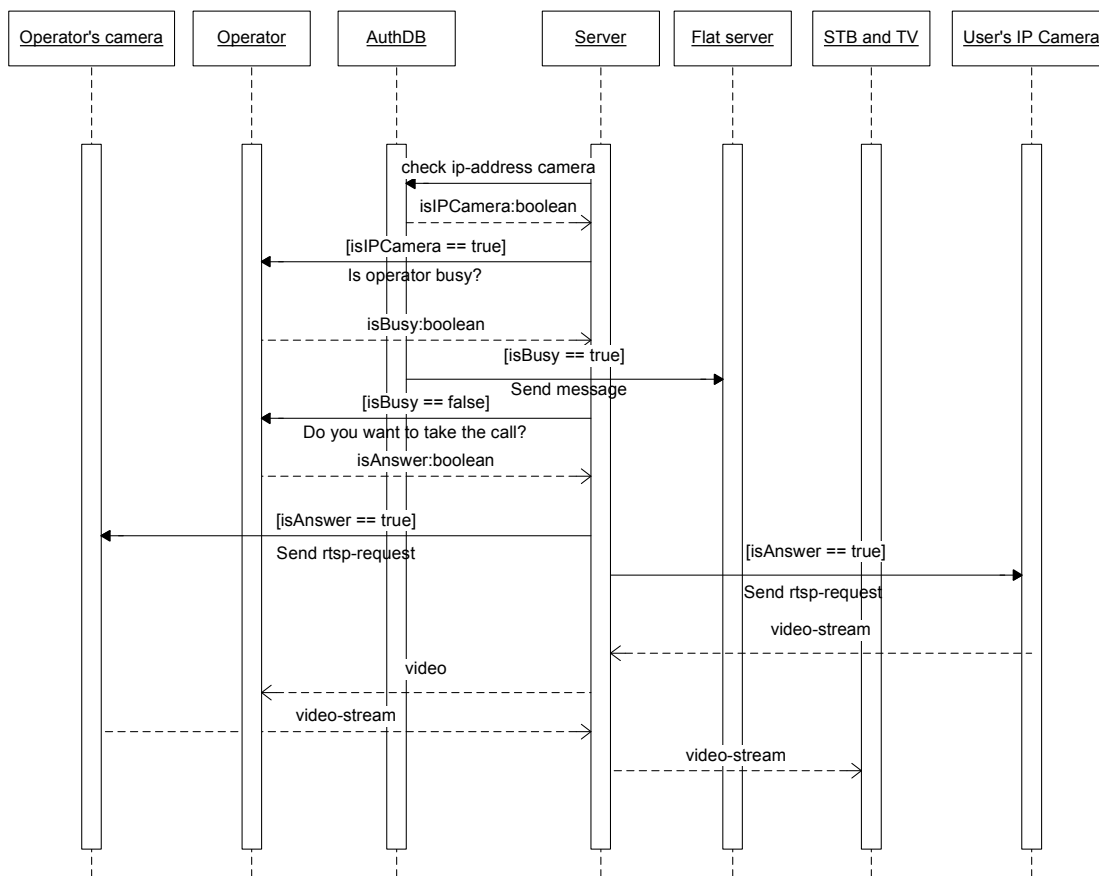 Operator's camera
Operator
AuthDB
Server
Flat server
STB and TV
User's IP Camera
check ip-address camera
isIPCamera:boolean
[isIPCamera == true]
Is operator busy?
isBusy:boolean
[isBusy == true]
Send message
[isBusy == false]
Do you want to take the call?
isAnswer:boolean
[isAnswer == true]
Send rtsp-request
[isAnswer == true]
Send rtsp-request
video-stream
video
video-stream
video-stream